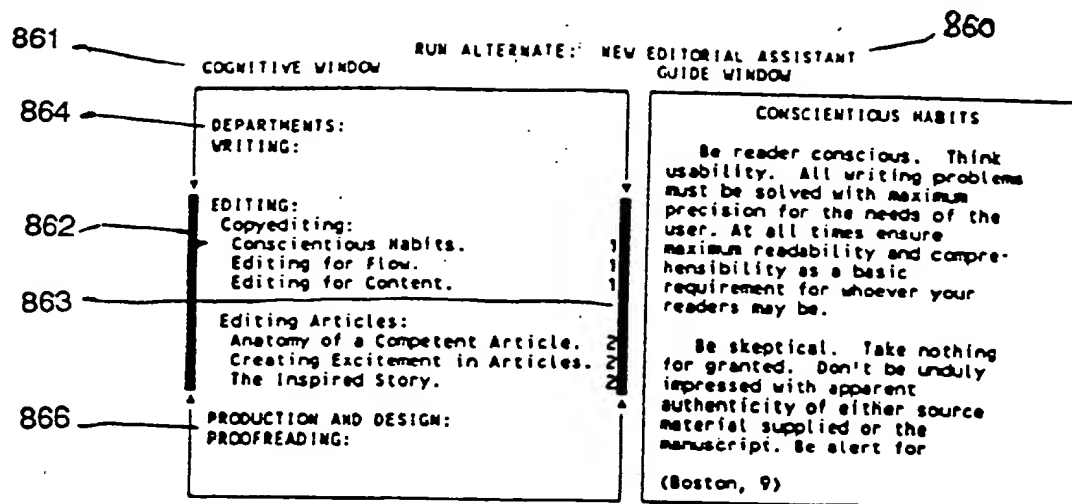 860
861
RUN ALTERNATE: NEW EDITORIAL ASSISTANT
COGNITIVE WINDOW
GUIDE WINDOW
864
DEPARTMENTS:
WRITING:
862
EDITING:
Copyediting:
Conscientious Habits. 1
Editing for Flow. 1
Editing for Content. 1
863
Editing Articles:
Anatomy of a Competent Article. 2
Creating Excitement in Articles. 2
The Inspired Story. 2
866
PRODUCTION AND DESIGN:
PROOFREADING:
CONSCIENTIOUS HABITS
Be reader conscious. Think
usability. All writing problems
must be solved with maximum
precision for the needs of the
user. At all times ensure
maximum readability and compre-
hensibility as a basic
requirement for whoever your
readers may be.
Be skeptical. Take nothing
for granted. Don't be unduly
impressed with apparent
authenticity of either source
material supplied or the
manuscript. Be alert for
(Boston, 9)